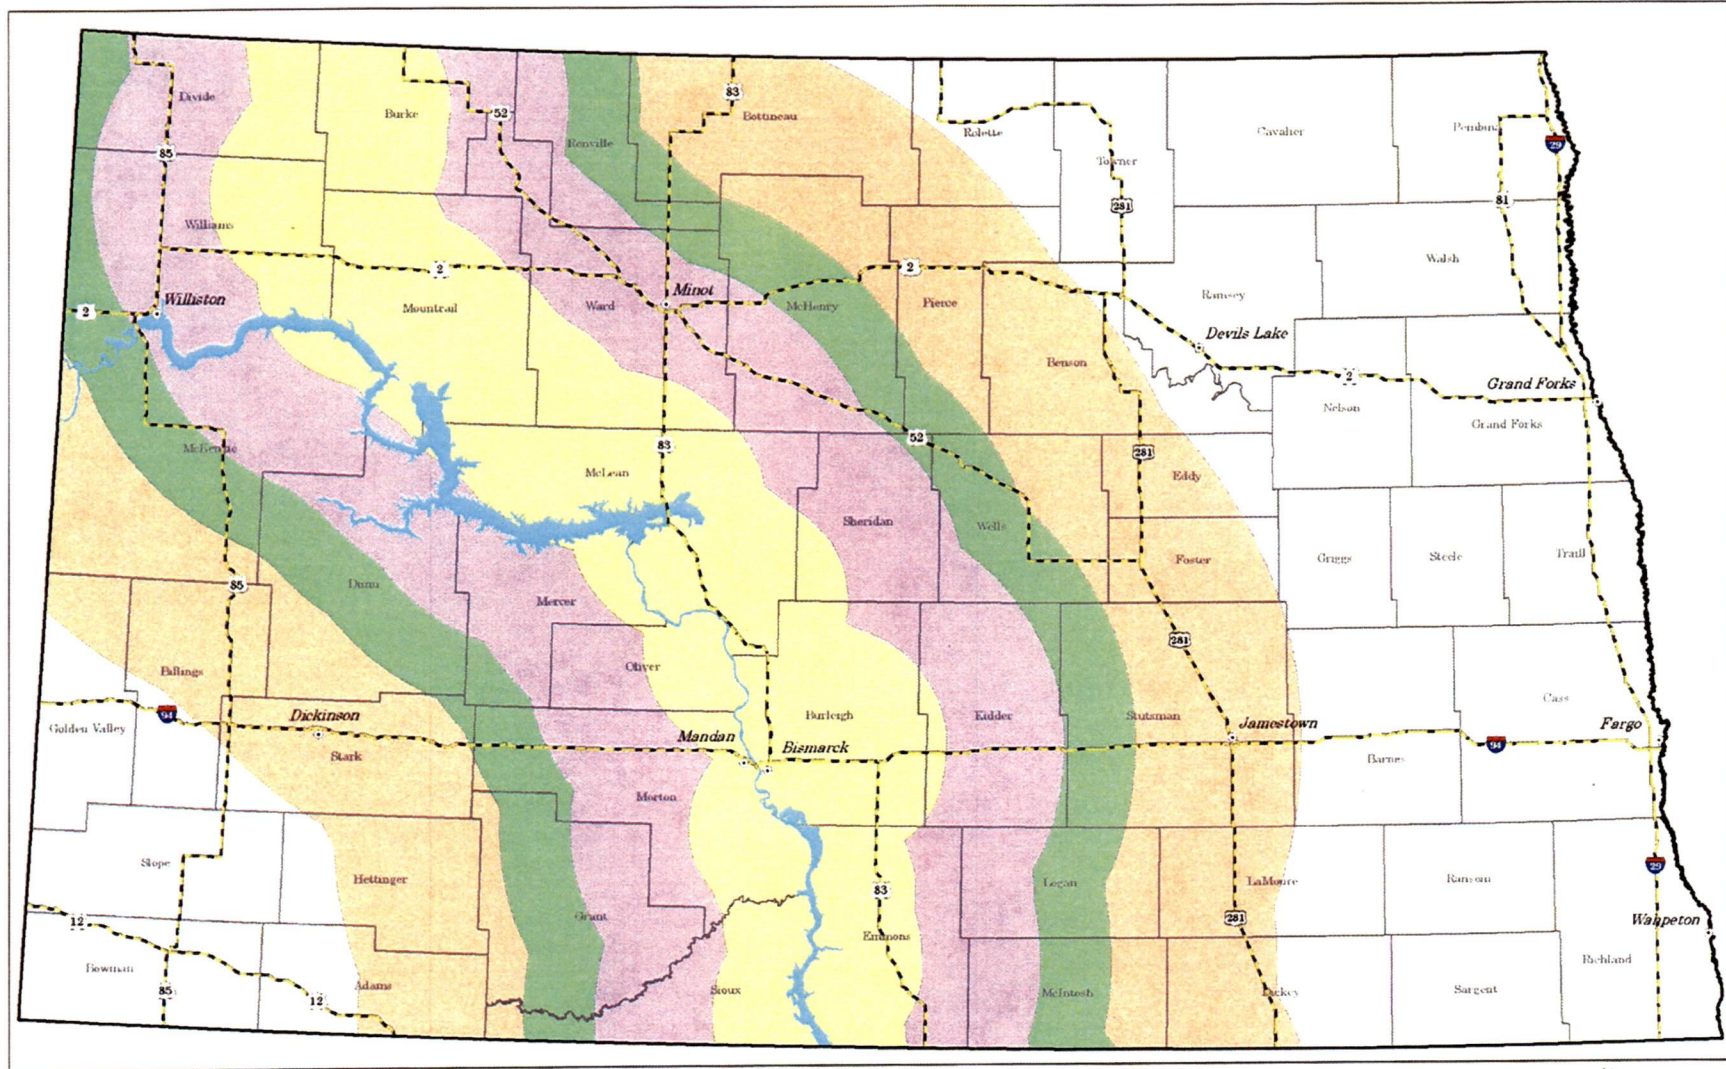 Divide
Burke
52
83
Bottineau
Renville
Rolette
Towner
Cavalier
Pembina
29
85
Williams
281
81
Walsh
2
2
Ramsey
Williston
Mountrail
Ward
Minot
McHenry
Pierce
2
Devils Lake
Benson
2
Grand Forks
Nelson
Grand Forks
McKenzie
83
52
281
McLean
Eddy
Sheridan
Wells
Dunn
85
Mercer
Foster
Griggs
Steele
Traill
Billings
Oliver
281
Golden Valley
94
Dickinson
Stark
Mandan
Bismarck
Burleigh
Kidder
Stutsman
Jamestown
Cass
Fargo
94
Barnes
Morton
Slope
Hettinger
83
Logan
LaMoure
Ransom
29
Grant
281
12
Emmons
Wahpeton
Bowman
85
12
Adams
Sioux
McIntosh
Dickey
Sargent
Richland